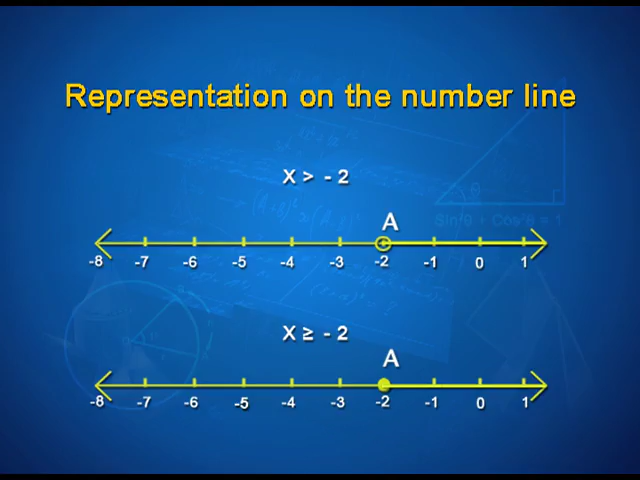 Representation on the number line
X > - 2
A
-8 -7 -6 -5 -4 -3 -2 -1 0 1
X ≥ - 2
A
-8 -7 -6 -5 -4 -3 -2 -1 0 1